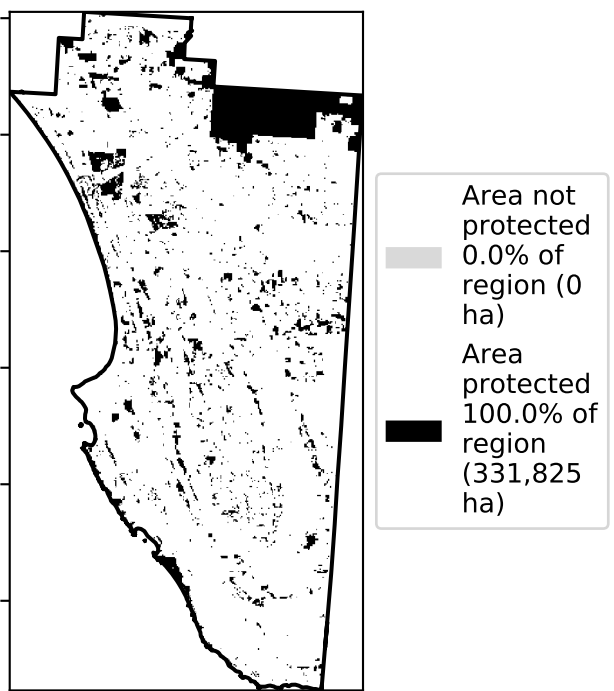 Area not
protected
0.0% of
region (0
ha)
Area
protected
100.0% of
region
(331,825
ha)